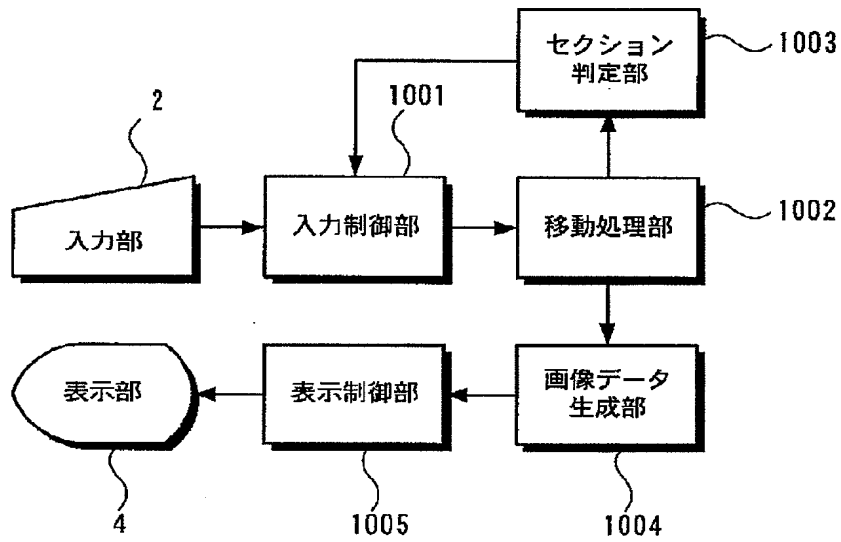 セクション
判定部
1003
1001
2
入力部
入力制御部
移動処理部
1002
表示部
表示制御部
画像データ
生成部
4
1005
1004